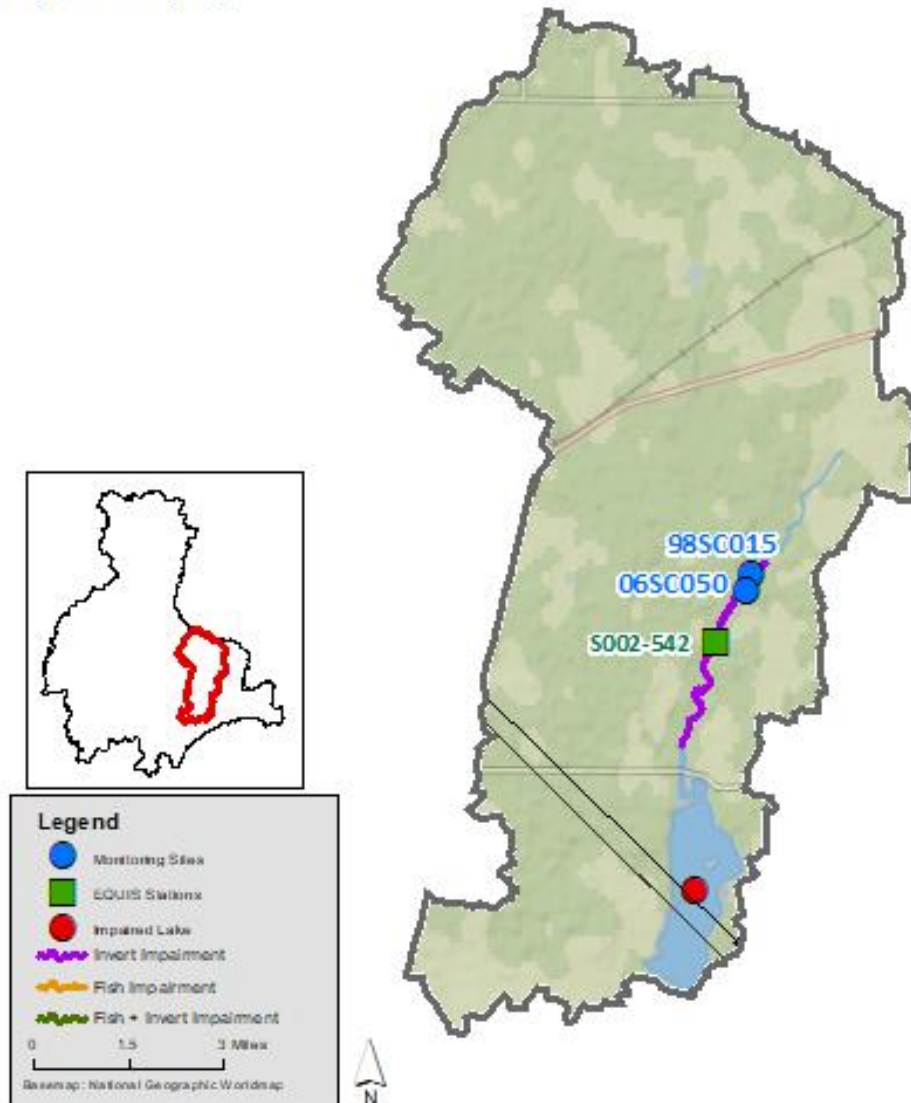 98SC015
06SC050
S002-542
Legend
Monitoring Sites
EQUIS Stations
Impaired Lake
Invert Impairment
Fish Impairment
Fish + Invert Impairment
0 1.5 3 Miles
Basemap: National Geographic Worldmap
N